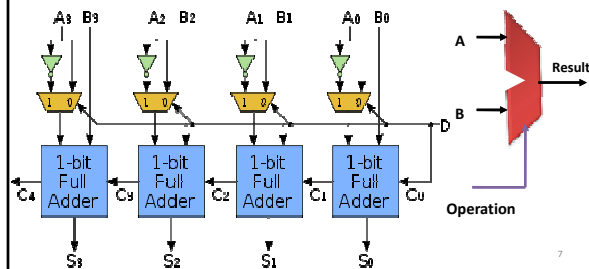 A3 B3 A2 B2 A1 B1 A0 B0
1 0 1 0 1 0 1 0
D
1-bit Full Adder
1-bit Full Adder
1-bit Full Adder
1-bit Full Adder
C4 C3 C2 C1 C0
S3 S2 S1 S0
A
B
Result
Operation
7